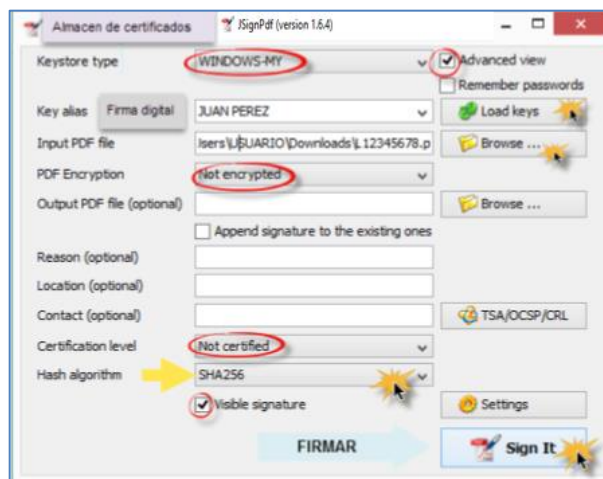 Almacen de certificados JSignPdf (version 1.6.4)
Keystore type WINDOWS-MY Advanced view
Remember passwords
Key alias Firma digital JUAN PEREZ Load keys
Input PDF file Isers\USUARIO\Downloads\L12345678.p Browse ...
PDF Encryption Not encrypted
Output PDF file (optional) Browse ...
Append signature to the existing ones
Reason (optional)
Location (optional)
Contact (optional) TSA/OCSP/CRL
Certification level Not certified
Hash algorithm SHA256
Visible signature Settings
FIRMAR Sign It